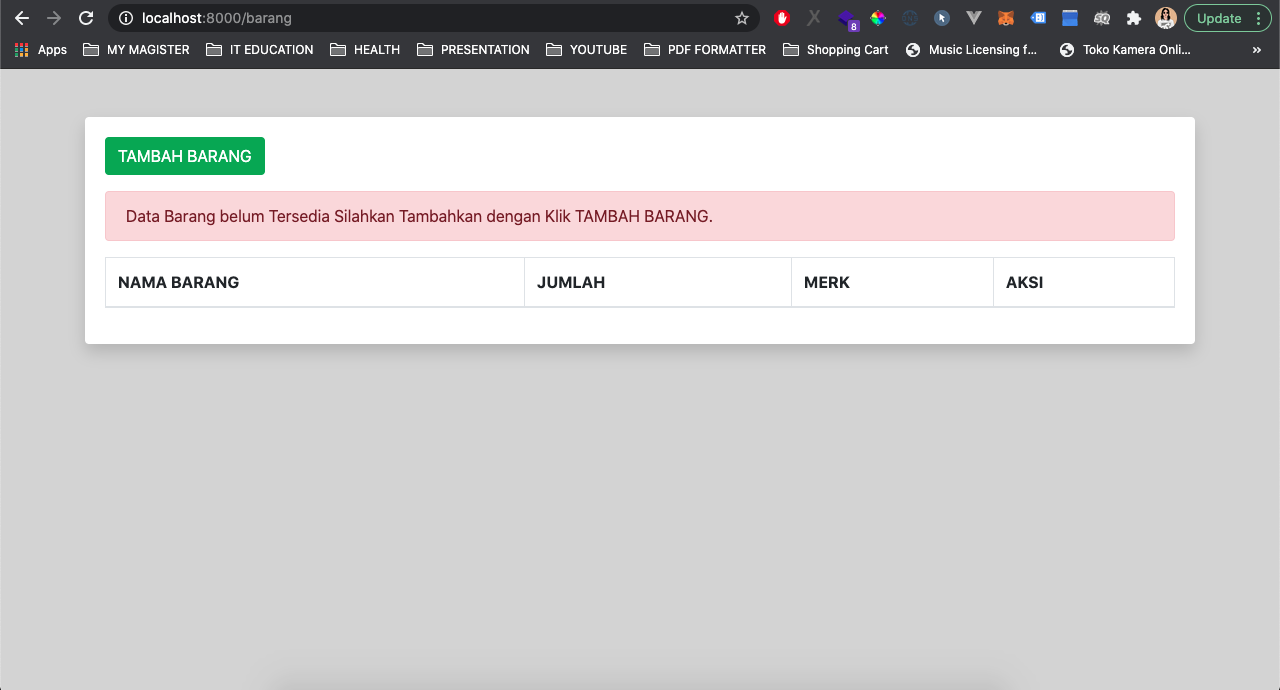 localhost:8000/barang
8
Update
Apps MY MAGISTER IT EDUCATION HEALTH PRESENTATION YOUTUBE PDF FORMATTER Shopping Cart Music Licensing f... Toko Kamera Onli... »
TAMBAH BARANG
Data Barang belum Tersedia Silahkan Tambahkan dengan Klik TAMBAH BARANG.
NAMA BARANG JUMLAH MERK AKSI